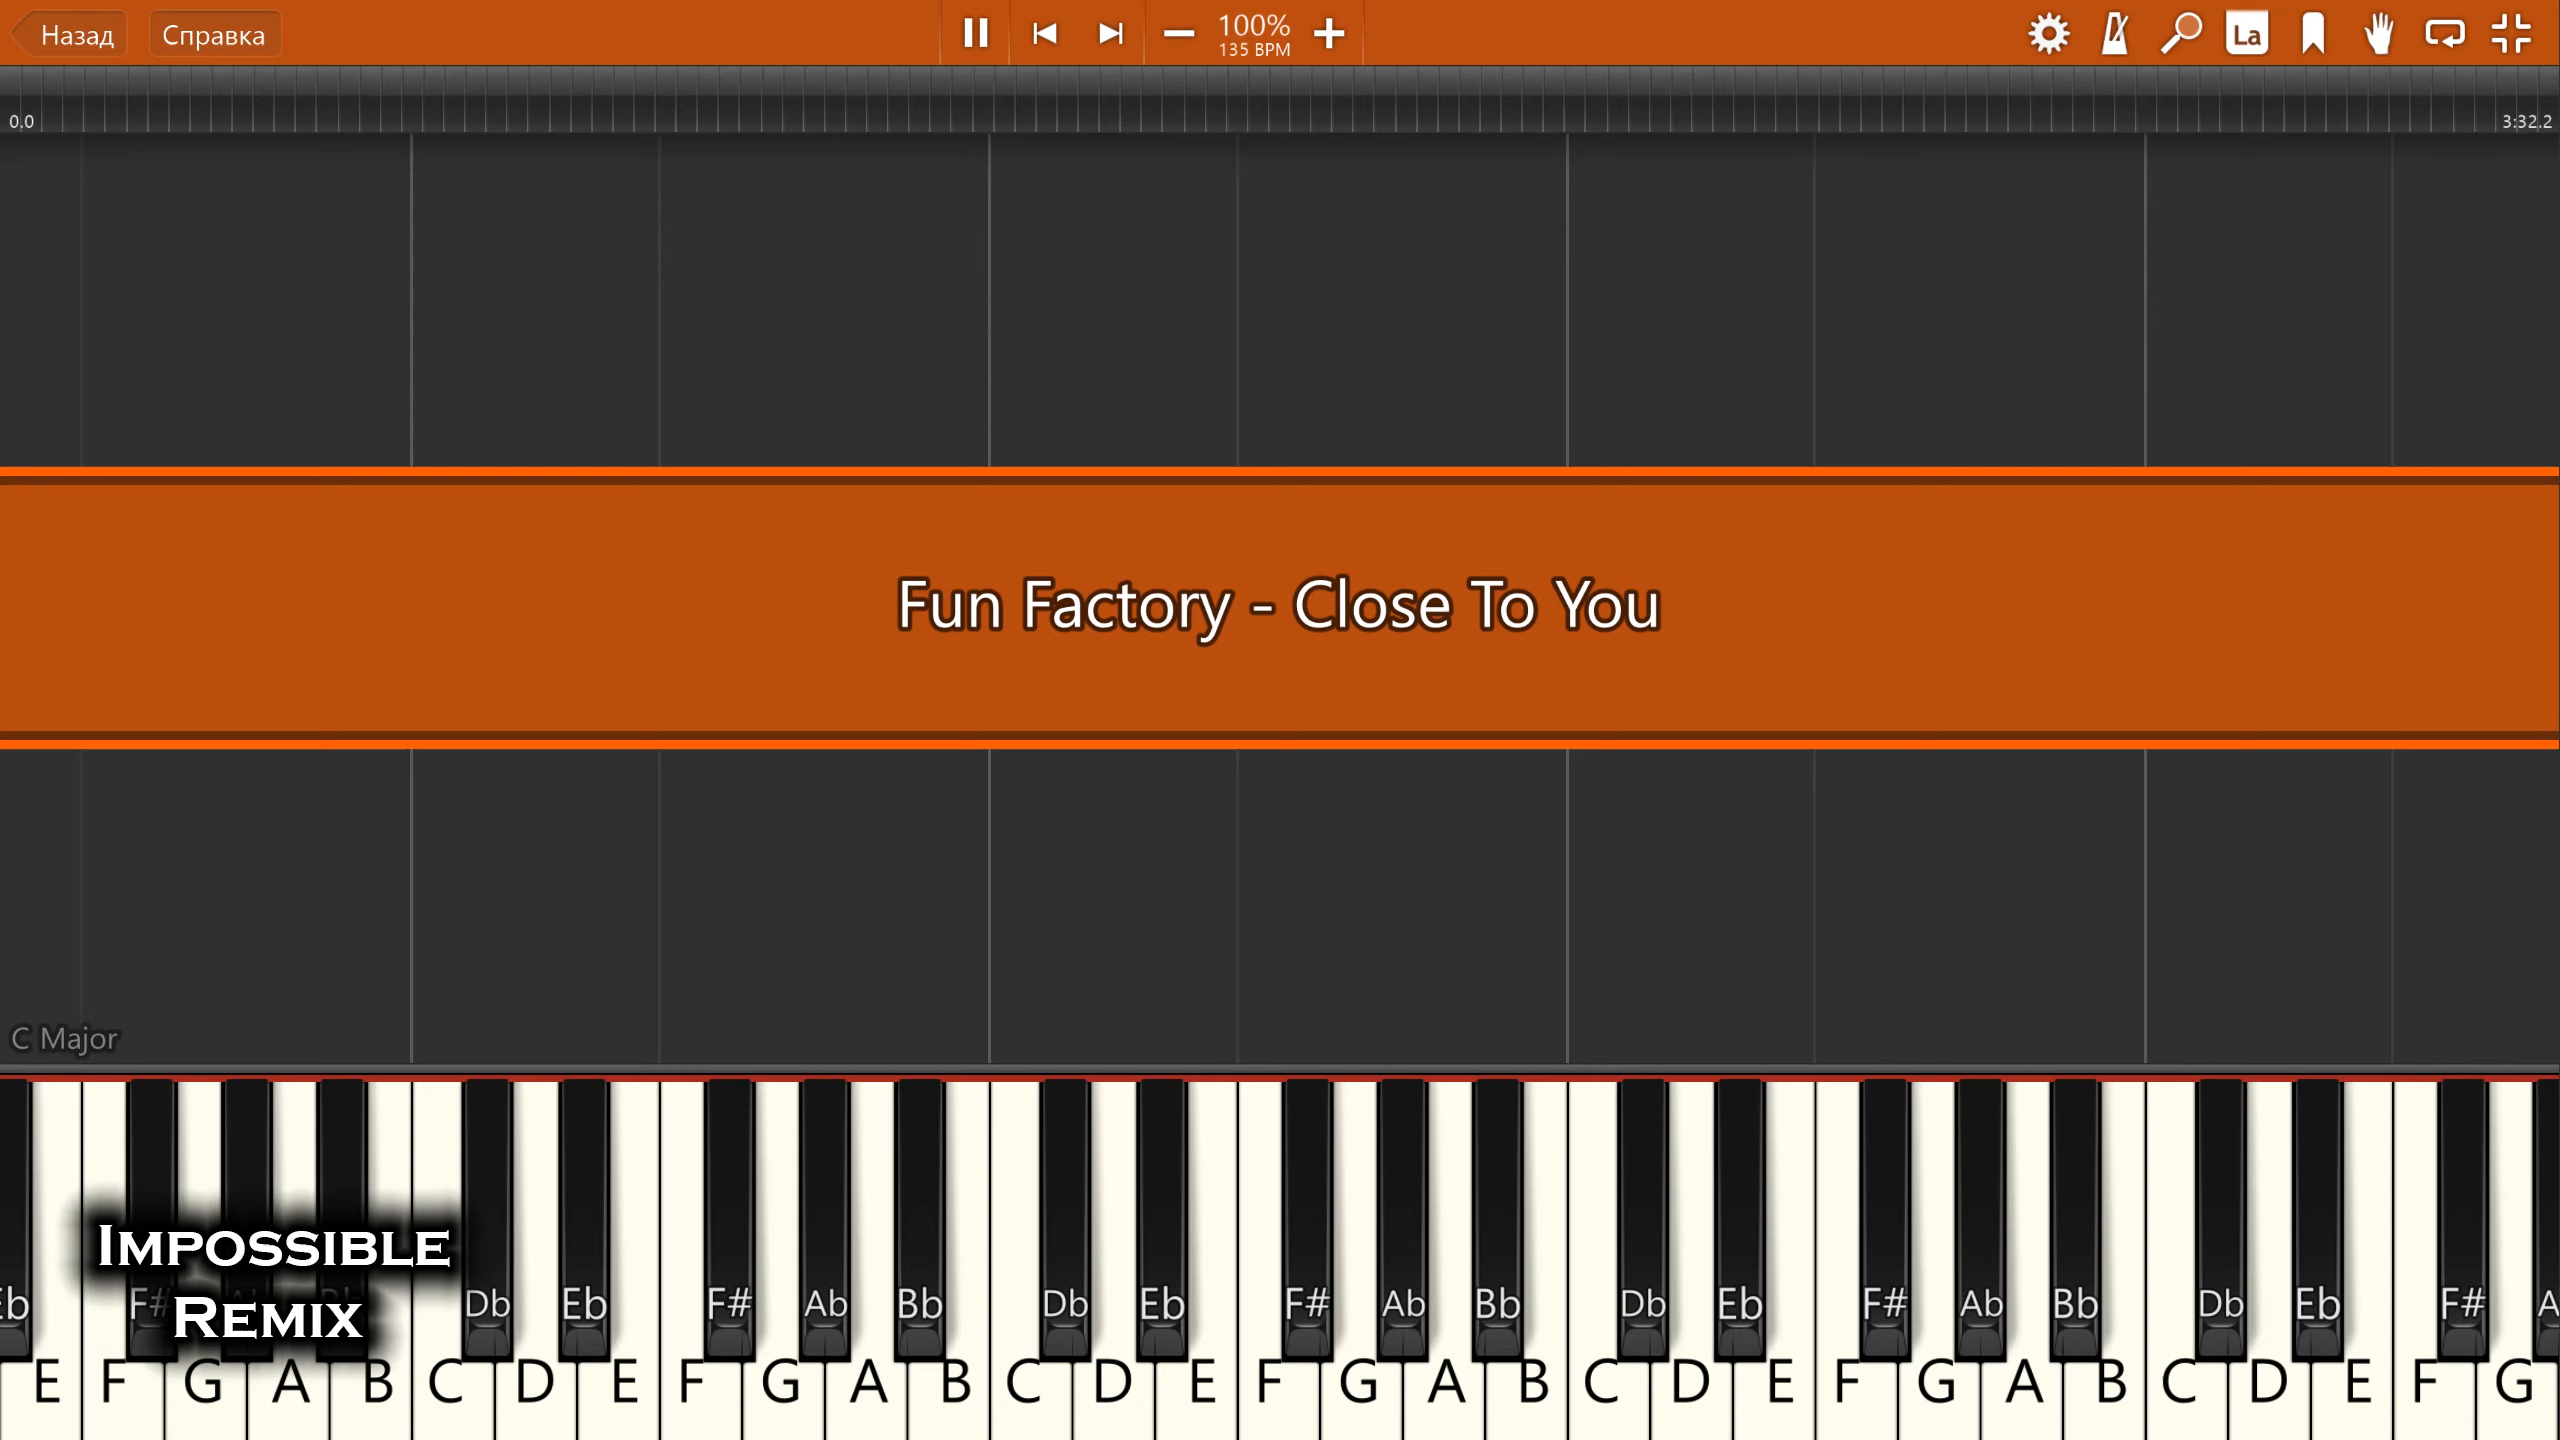 Назад Справка 100% La
135 BPM
0.0 3:32.2
Fun Factory - Close To You
C Major
Impossible
Remix
Eb F# Db Eb F# Ab Bb Db Eb F# Ab Bb Db Eb F# Ab Bb Db Eb F# A
E F G A B C D E F G A B C D E F G A B C D E F G A B C D E F G